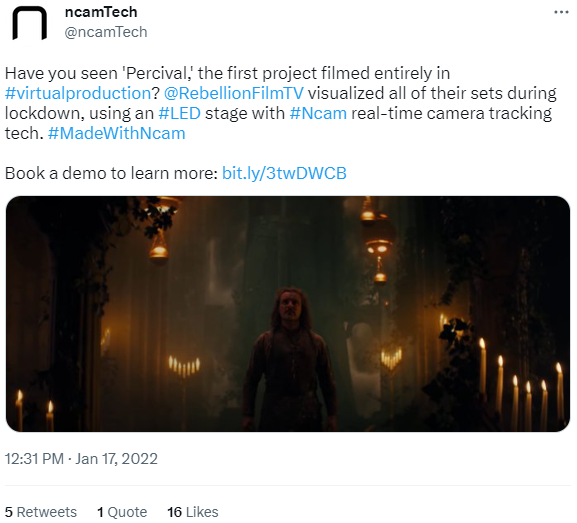 ncamTech
@ncamTech
Have you seen 'Percival,' the first project filmed entirely in
#virtualproduction? @RebellionFilmTV visualized all of their sets during
lockdown, using an #LED stage with #Ncam real-time camera tracking
tech. #MadeWithNcam
Book a demo to learn more: bit.ly/3twDWCB
12:31 PM · Jan 17, 2022
5 Retweets 1 Quote 16 Likes